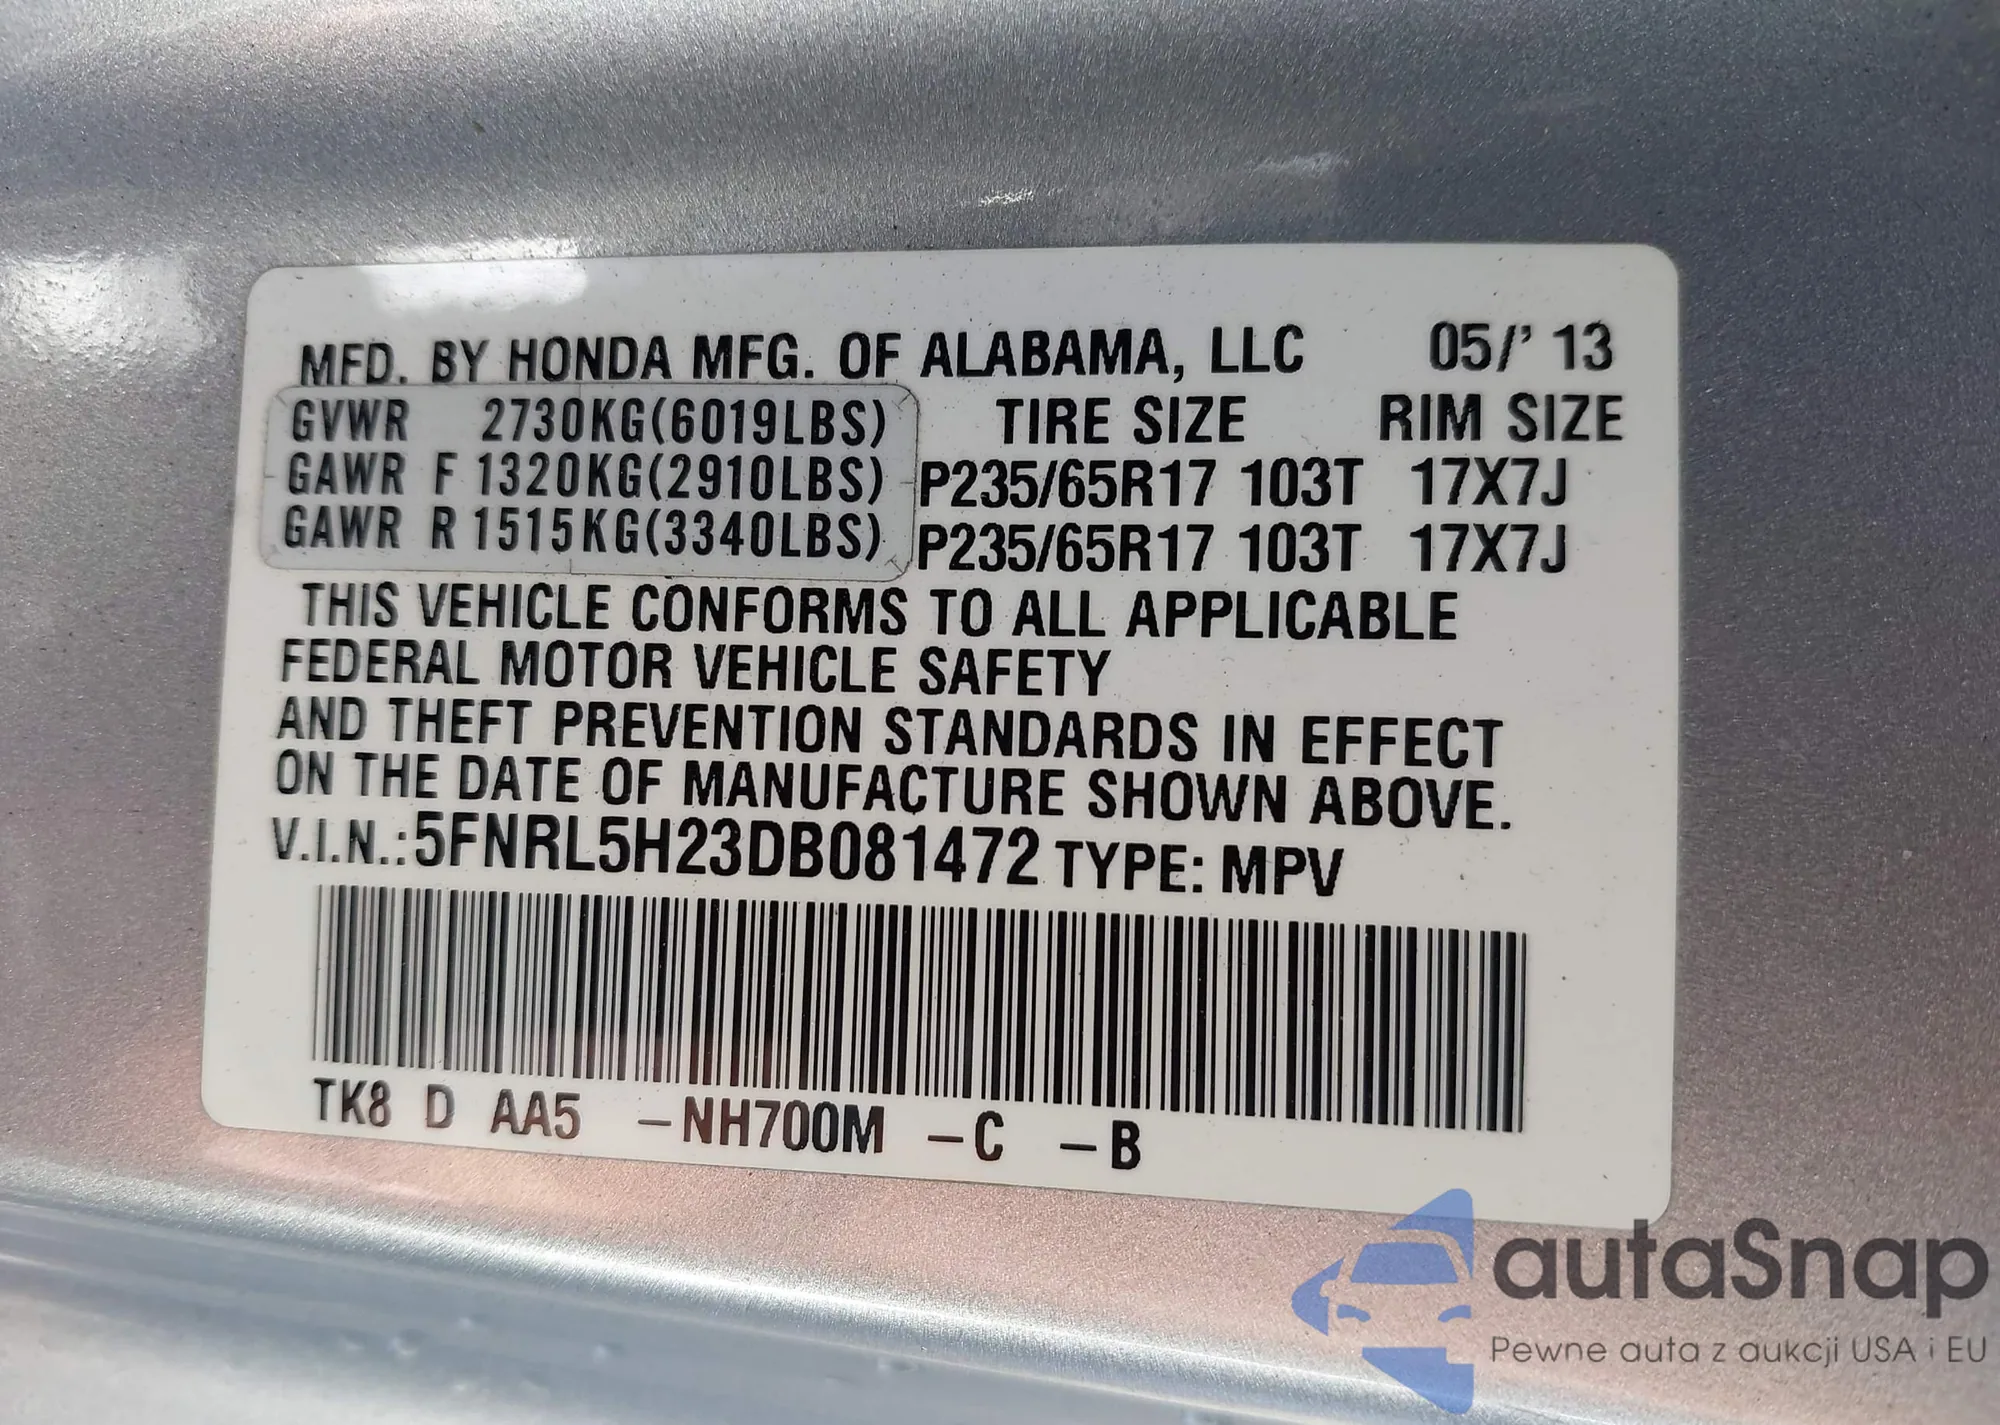 MFD. BY HONDA MFG. OF ALABAMA, LLC 05/' 13
GVWR 2730KG(6019LBS) TIRE SIZE RIM SIZE
GAWR F 1320KG(2910LBS) P235/65R17 103T 17X7J
GAWR R 1515KG(3340LBS) P235/65R17 103T 17X7J
THIS VEHICLE CONFORMS TO ALL APPLICABLE
FEDERAL MOTOR VEHICLE SAFETY
AND THEFT PREVENTION STANDARDS IN EFFECT
ON THE DATE OF MANUFACTURE SHOWN ABOVE.
V.I.N.:5FNRL5H23DB081472 TYPE: MPV
TK8 D AA5 –NH700M –C –B
autaSnap
Pewne auta z aukcji USA i EU